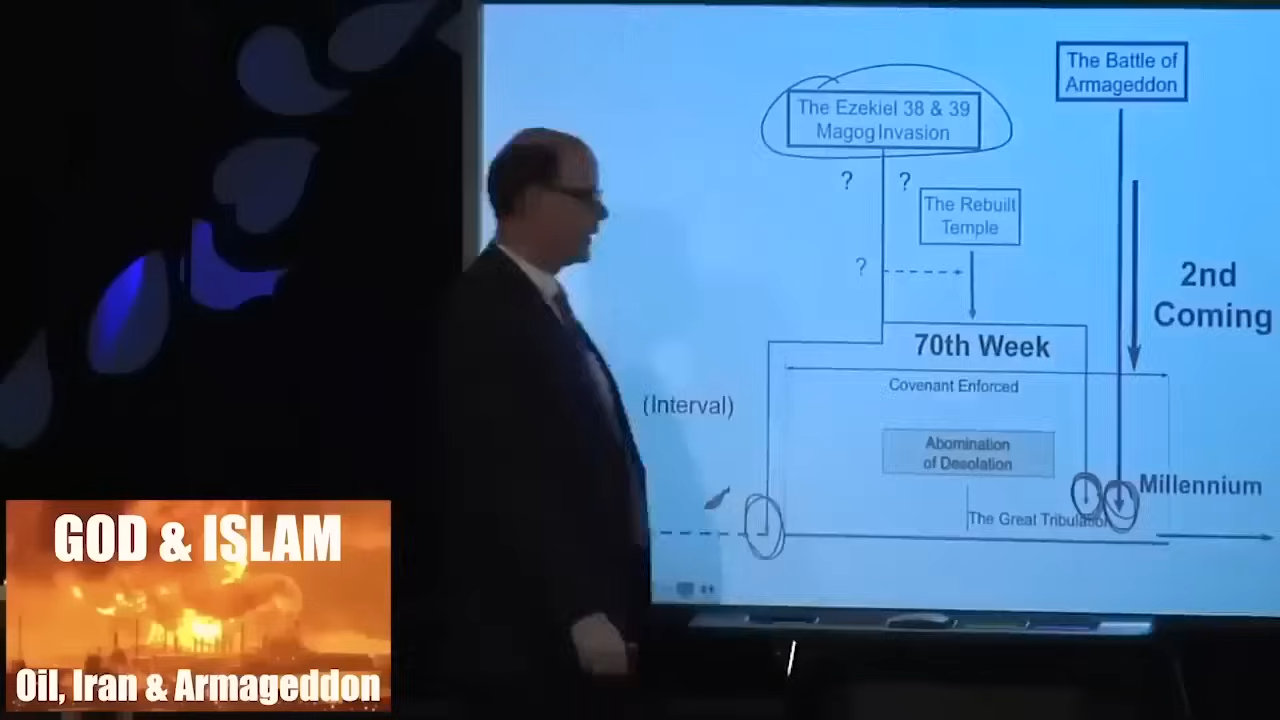 The Battle of
Armageddon
The Ezekiel 38 & 39
Magog Invasion
? ?
The Rebuilt
Temple
?
2nd
Coming
70th Week
Covenant Enforced
(Interval)
Abomination
of Desolation
Millennium
The Great Tribulation
GOD & ISLAM
Oil, Iran & Armageddon